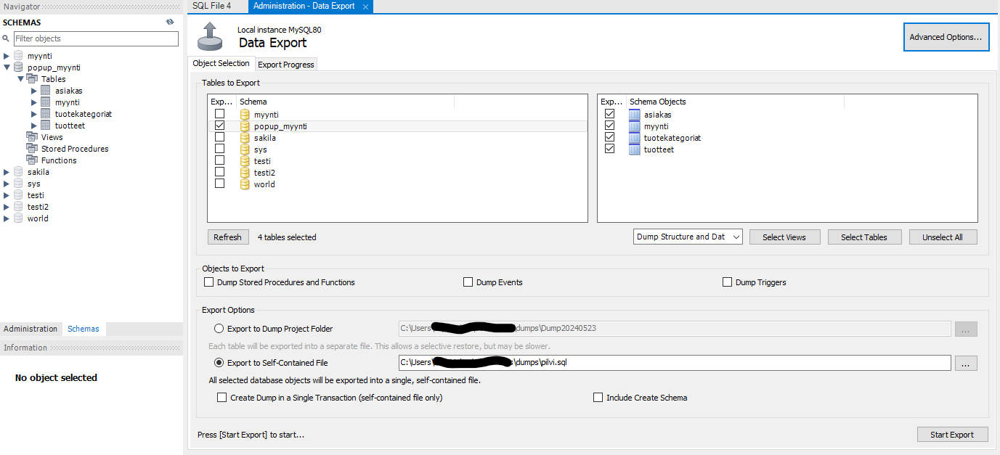 Navigator
SCHEMAS
Filter objects
myynti
popup_myynti
Tables
asiakas
myynti
tuotekategoriat
tuotteet
Views
Stored Procedures
Functions
sakila
sys
testi
testi2
world
Administration Schemas
Information
No object selected
SQL File 4 Administration - Data Export
Local instance MySQL80
Data Export
Advanced Options...
Object Selection Export Progress
Tables to Export
Exp... Schema
myynti
popup_myynti
sakila
sys
testi
testi2
world
Exp... Schema Objects
asiakas
myynti
tuotekategoriat
tuotteet
Refresh 4 tables selected Dump Structure and Dat Select Views Select Tables Unselect All
Objects to Export
Dump Stored Procedures and Functions Dump Events Dump Triggers
Export Options
Export to Dump Project Folder C:\Users \dumps\Dump20240523 ...
Each table will be exported into a separate file. This allows a selective restore, but may be slower.
Export to Self-Contained File C:\Users\ \dumps\pilvi.sql ...
All selected database objects will be exported into a single, self-contained file.
Create Dump in a Single Transaction (self-contained file only) Include Create Schema
Press [Start Export] to start... Start Export